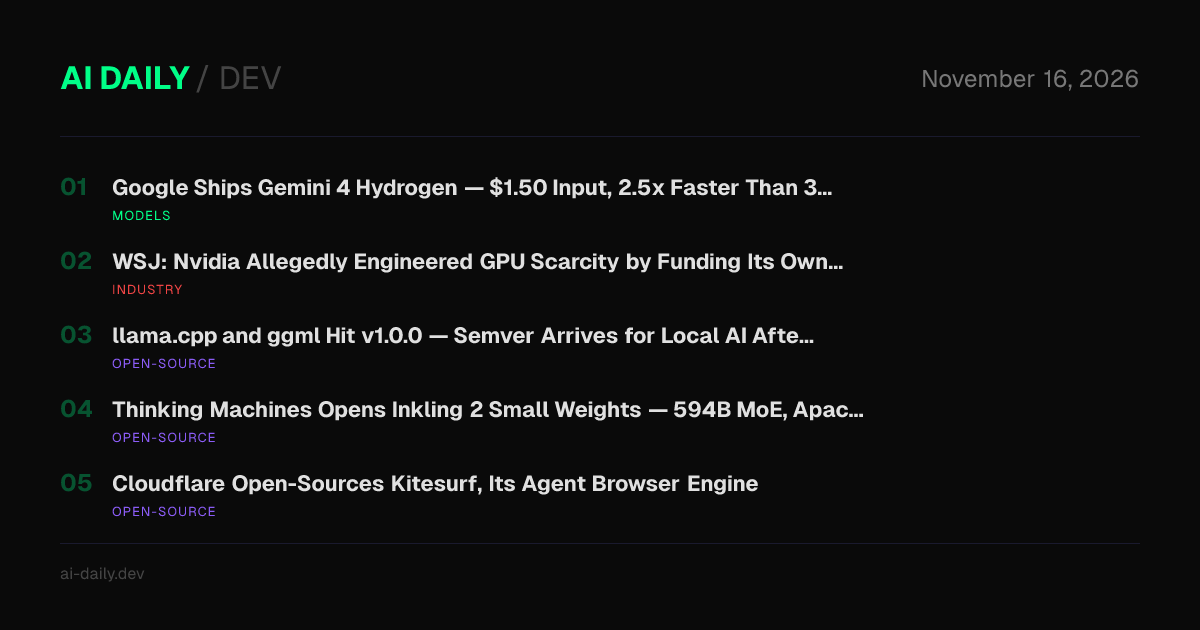 AI DAILY / DEV
November 16, 2026
01 Google Ships Gemini 4 Hydrogen — $1.50 Input, 2.5x Faster Than 3...
MODELS
02 WSJ: Nvidia Allegedly Engineered GPU Scarcity by Funding Its Own...
INDUSTRY
03 llama.cpp and ggml Hit v1.0.0 — Semver Arrives for Local AI Afte...
OPEN-SOURCE
04 Thinking Machines Opens Inkling 2 Small Weights — 594B MoE, Apac...
OPEN-SOURCE
05 Cloudflare Open-Sources Kitesurf, Its Agent Browser Engine
OPEN-SOURCE
ai-daily.dev